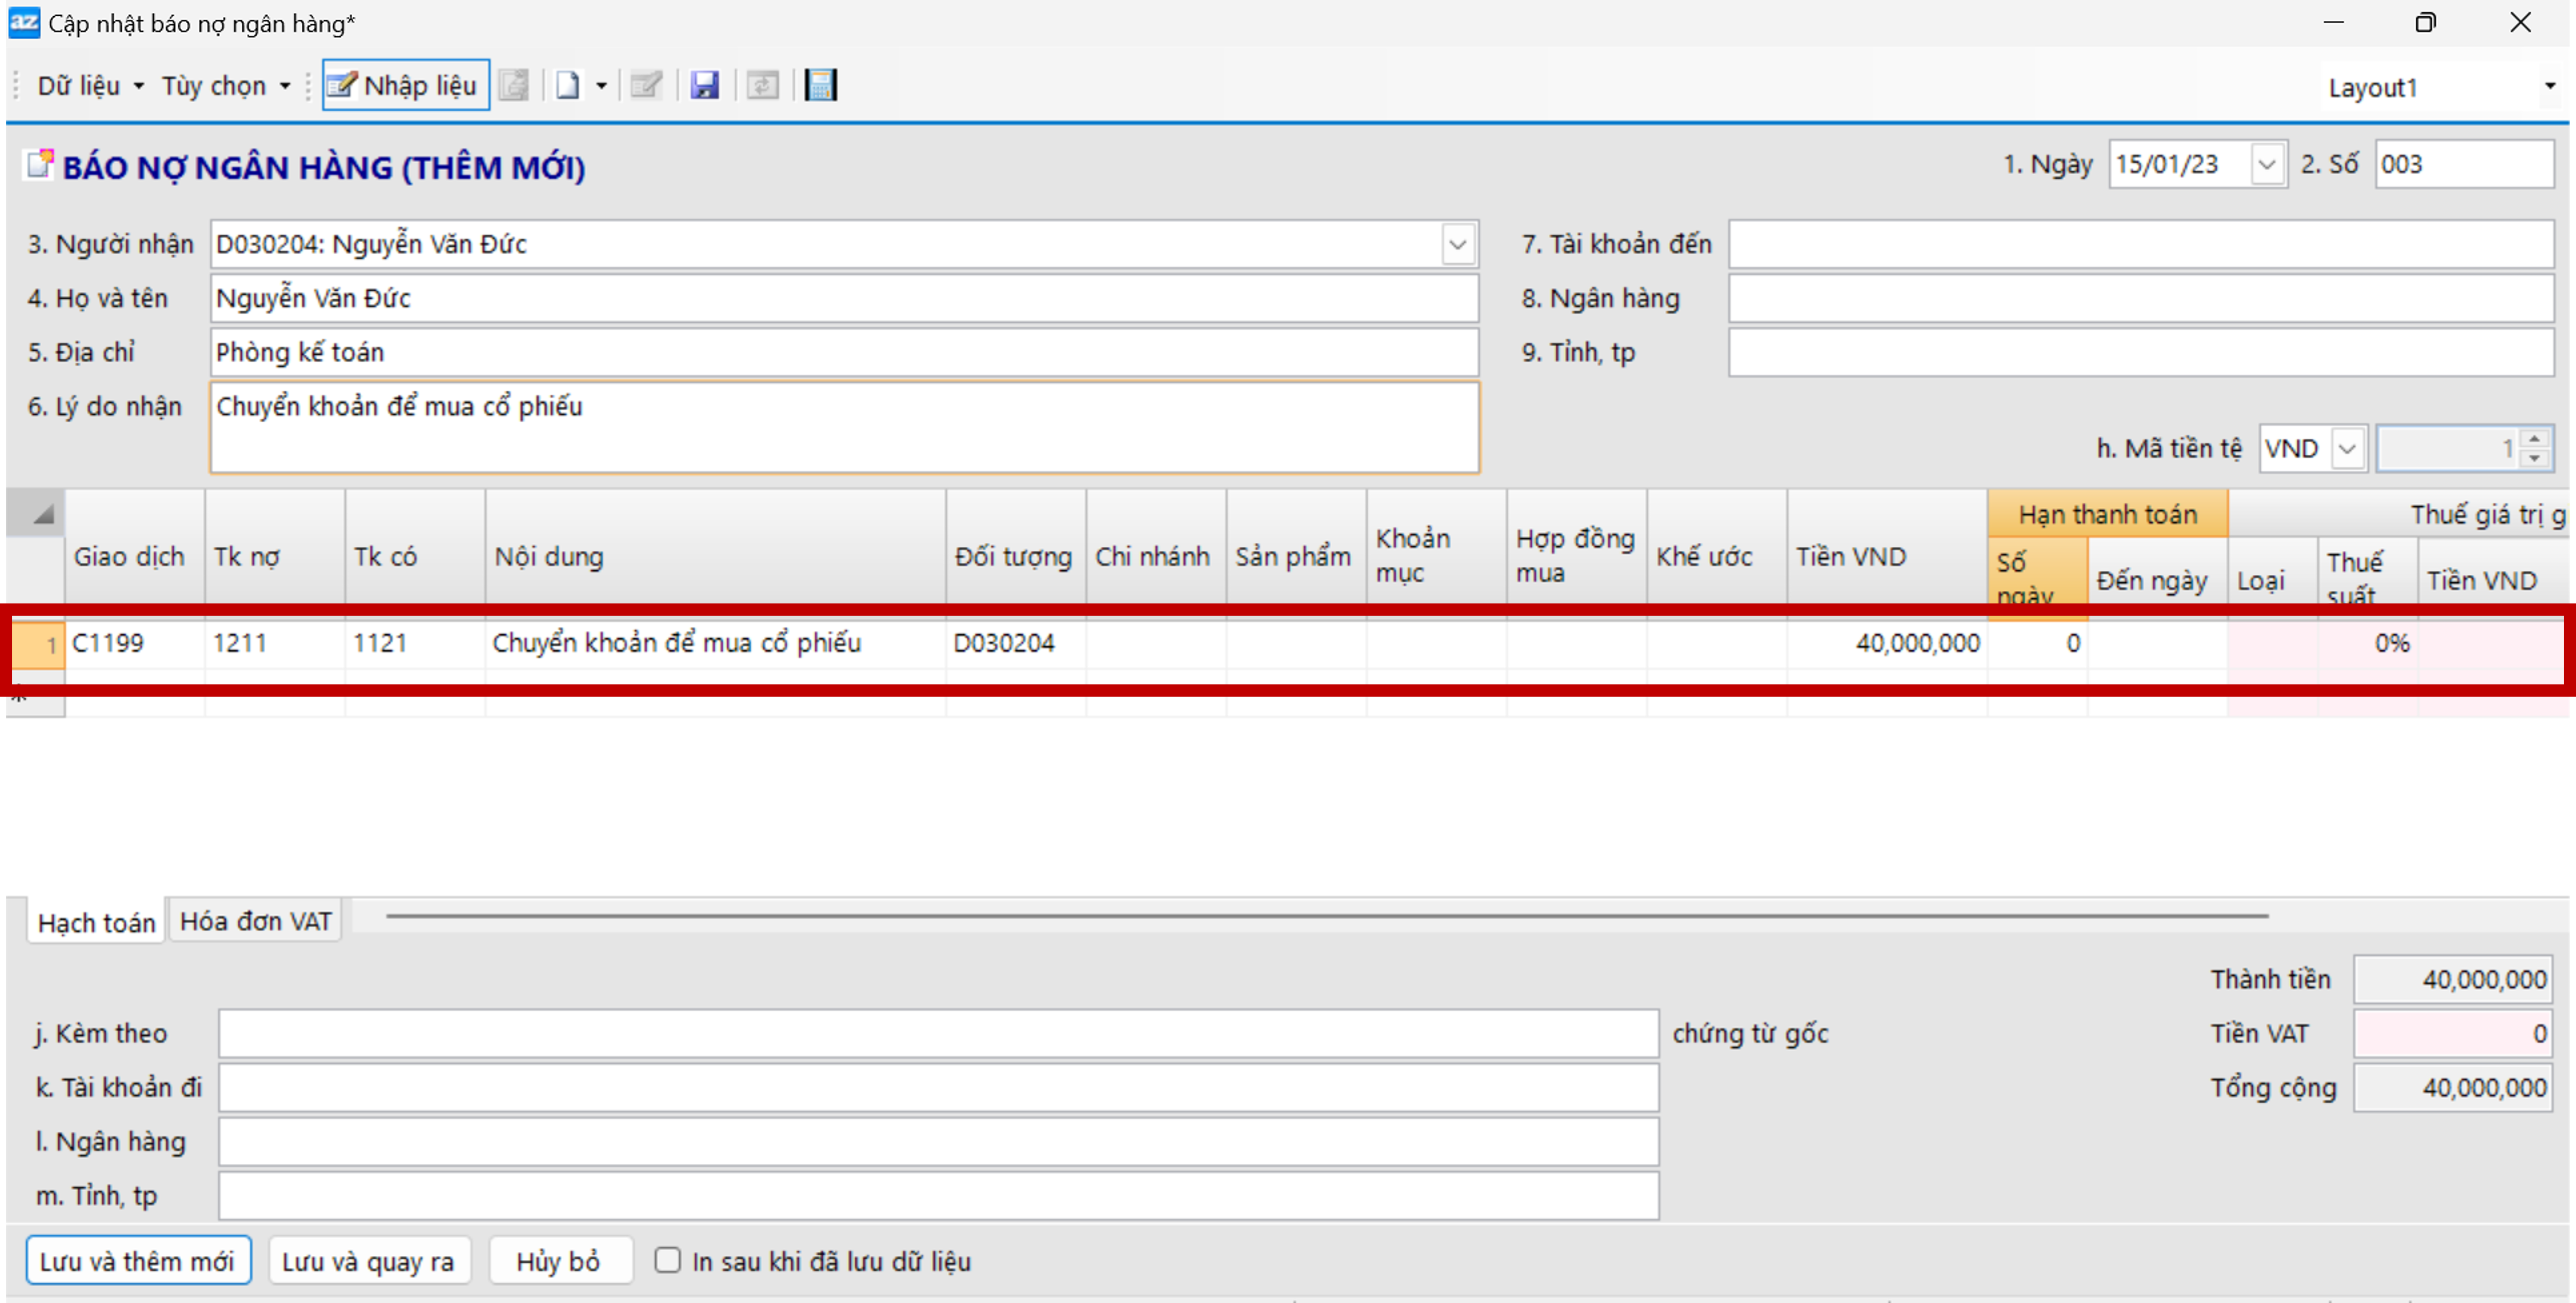 az Cập nhật báo nợ ngân hàng*
Dữ liệu Tùy chọn Nhập liệu Layout1
BÁO NỢ NGÂN HÀNG (THÊM MỚI) 1. Ngày 15/01/23 2. Số 003
3. Người nhận D030204: Nguyễn Văn Đức 7. Tài khoản đến
4. Họ và tên Nguyễn Văn Đức 8. Ngân hàng
5. Địa chỉ Phòng kế toán 9. Tỉnh, tp
6. Lý do nhận Chuyển khoản để mua cổ phiếu
h. Mã tiền tệ VND 1
Hạn thanh toán Thuế giá trị g
Giao dịch Tk nợ Tk có Nội dung Đối tượng Chi nhánh Sản phẩm Khoản mục Hợp đồng mua Khế ước Tiền VND Số ngày Đến ngày Loại Thuế suất Tiền VND
1 C1199 1211 1121 Chuyển khoản để mua cổ phiếu D030204 40,000,000 0 0%
*
Hạch toán Hóa đơn VAT
Thành tiền 40,000,000
j. Kèm theo chứng từ gốc Tiền VAT 0
k. Tài khoản đi Tổng cộng 40,000,000
l. Ngân hàng
m. Tỉnh, tp
Lưu và thêm mới Lưu và quay ra Hủy bỏ In sau khi đã lưu dữ liệu